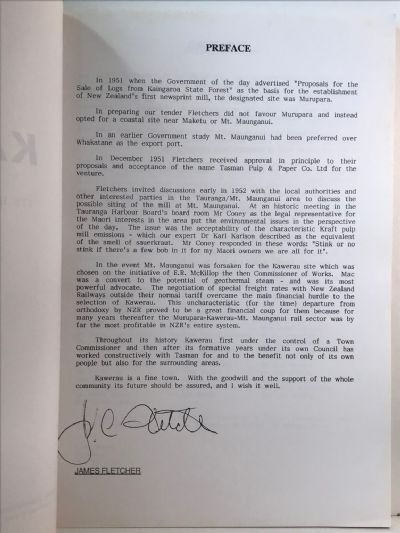 PREFACE
In 1951 when the Government of the day advertised "Proposals for the
Sale of Logs from Kaingaroa State Forest" as the basis for the establishment
of New Zealand's first newsprint mill, the designated site was Murupara.
In preparing our tender Fletchers did not favour Murupara and instead
opted for a coastal site near Maketu or Mt. Maunganui.
In an earlier Government study Mt. Maunganui had been preferred over
Whakatane as the export port.
In December 1951 Fletchers received approval in principle to their
proposals and acceptance of the name Tasman Pulp & Paper Co. Ltd for the
venture.
Fletchers invited discussions early in 1952 with the local authorities and
other interested parties in the Tauranga/Mt. Maunganui area to discuss the
possible siting of the mill at Mt. Maunganui. At an historic meeting in the
Tauranga Harbour Board's board room Mr Coney as the legal representative for
the Maori interests in the area put the environmental issues in the perspective
of the day. The issue was the acceptability of the characteristic Kraft pulp
mill emissions - which our expert Dr Karl Karlson described as the equivalent
of the smell of sauerkraut. Mr Coney responded in these words: "Stink or no
stink if there's a few bob in it for my Maori owners we are all for it".
In the event Mt. Maunganui was forsaken for the Kawerau site which was
chosen on the initiative of E.R. McKillop the then Commissioner of Works. Mac
was a convert to the potential of geothermal steam - and was its most
powerful advocate. The negotiation of special freight rates with New Zealand
Railways outside their normal tariff overcame the main financial hurdle to the
selection of Kawerau. This uncharacteristic (for the time) departure from
orthodoxy by NZR proved to be a great financial coup for them because for
many years thereafter the Murupara-Kawerau-Mt. Maunganui rail sector was by
far the most profitable in NZR's entire system.
Throughout its history Kawerau first under the control of a Town
Commissioner and then after its formative years under its own Council has
worked constructively with Tasman for and to the benefit not only of its own
people but also for the surrounding areas.
Kawerau is a fine town. With the goodwill and the support of the whole
community its future should be assured, and I wish it well.
J. C. Fletcher
JAMES FLETCHER